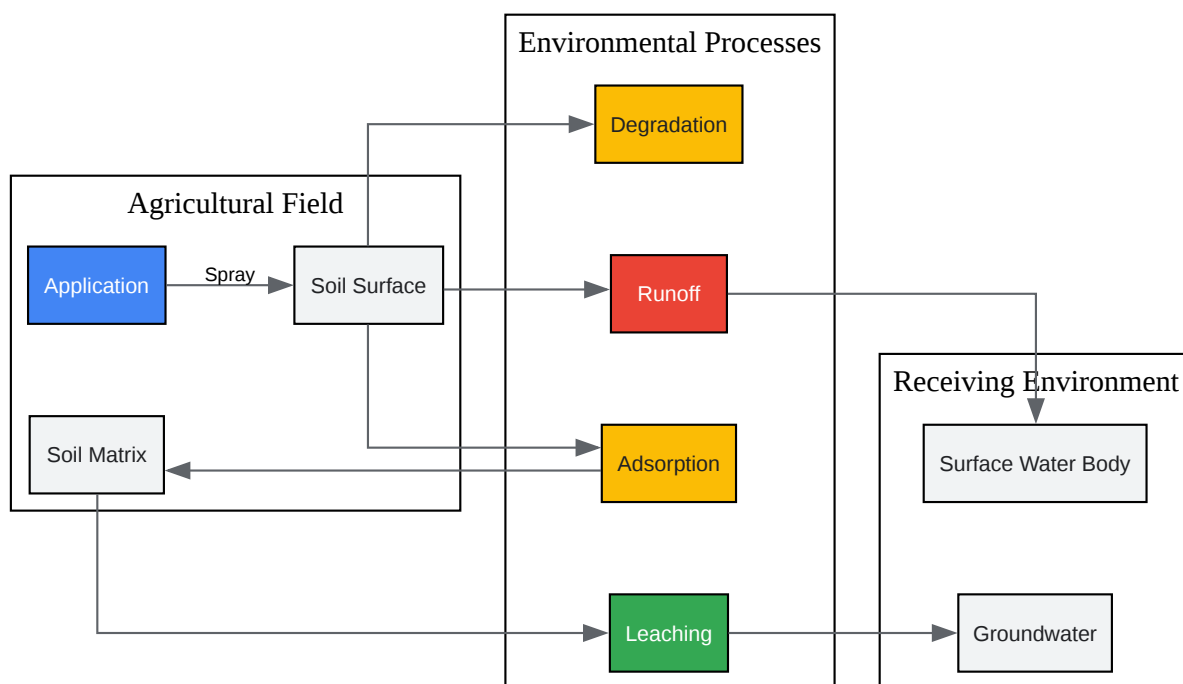 Environmental Processes
Degradation
Agricultural Field
Application
Spray
Soil Surface
Runoff
Receiving Environment
Soil Matrix
Adsorption
Surface Water Body
Leaching
Groundwater